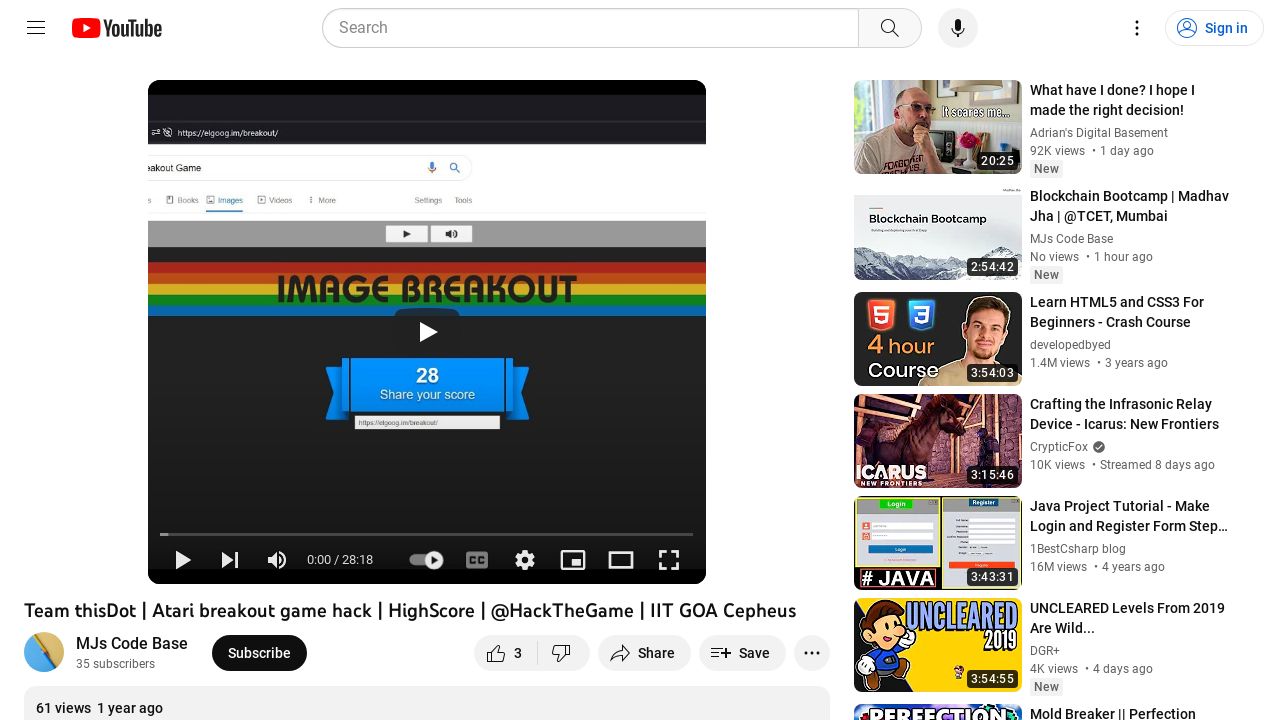 YouTube
Search
Sign in
https://elgoog.im/breakout/
eakout Game
Books
Images
Videos
More
Settings
Tools
IMAGE BREAKOUT
28
Share your score
https://elgoog.im/breakout/
0:00 / 28:18
CC
Team thisDot | Atari breakout game hack | HighScore | @HackTheGame | IIT GOA Cepheus
MJs Code Base
35 subscribers
Subscribe
3
Share
Save
61 views 1 year ago
It scares me...
20:25
What have I done? I hope I
made the right decision!
Adrian's Digital Basement
92K views • 1 day ago
New
Blockchain Bootcamp
2:54:42
Blockchain Bootcamp | Madhav
Jha | @TCET, Mumbai
MJs Code Base
No views • 1 hour ago
New
5
3
4 hour
Course
3:54:03
Learn HTML5 and CSS3 For
Beginners - Crash Course
developedbyed
1.4M views • 3 years ago
ICARUS
NEW FRONTIERS
3:15:46
Crafting the Infrasonic Relay
Device - Icarus: New Frontiers
CrypticFox
10K views • Streamed 8 days ago
Login
Register
# JAVA
3:43:31
Java Project Tutorial - Make
Login and Register Form Step…
1BestCsharp blog
16M views • 4 years ago
UNCLEARED
2019
3:54:55
UNCLEARED Levels From 2019
Are Wild...
DGR+
4K views • 4 days ago
New
PERFECTION
Mold Breaker || Perfection